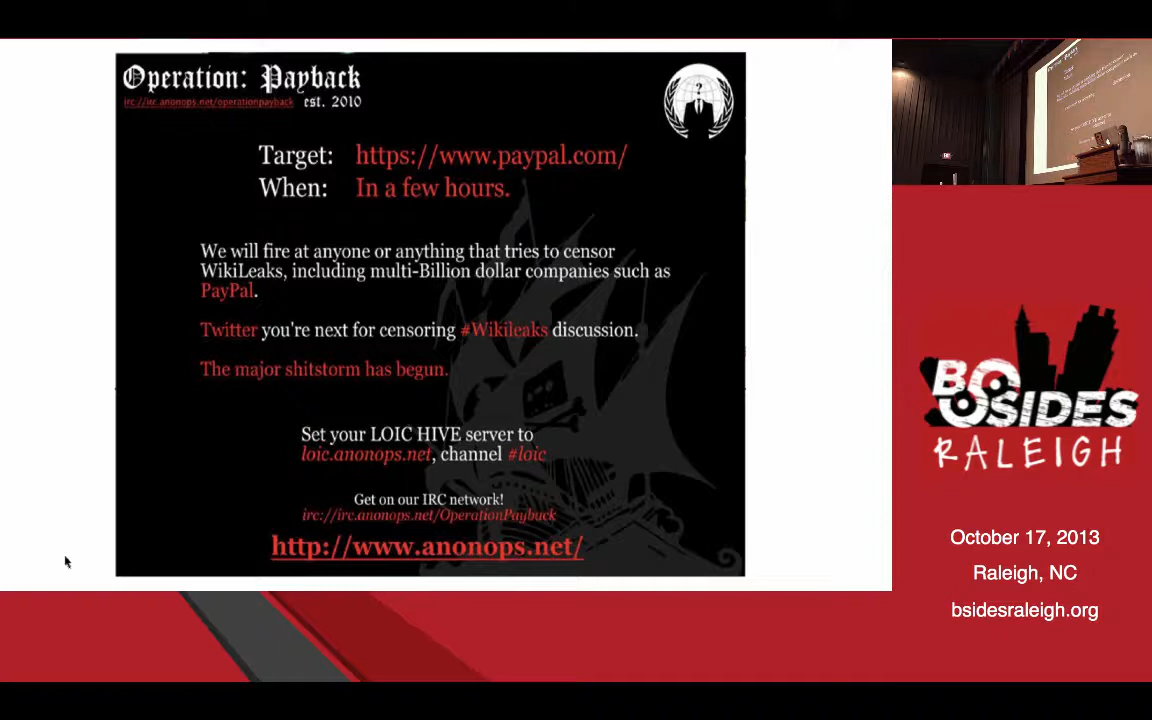 Operation: Payback
irc://irc.anonops.net/operationpayback est. 2010
?
Target: https://www.paypal.com/
When: In a few hours.
We will fire at anyone or anything that tries to censor
WikiLeaks, including multi-Billion dollar companies such as
PayPal.
Twitter you're next for censoring #Wikileaks discussion.
The major shitstorm has begun.
Set your LOIC HIVE server to
loic.anonops.net, channel #loic
Get on our IRC network!
irc://irc.anonops.net/OperationPayback
http://www.anonops.net/
BSIDES
RALEIGH
October 17, 2013
Raleigh, NC
bsidesraleigh.org